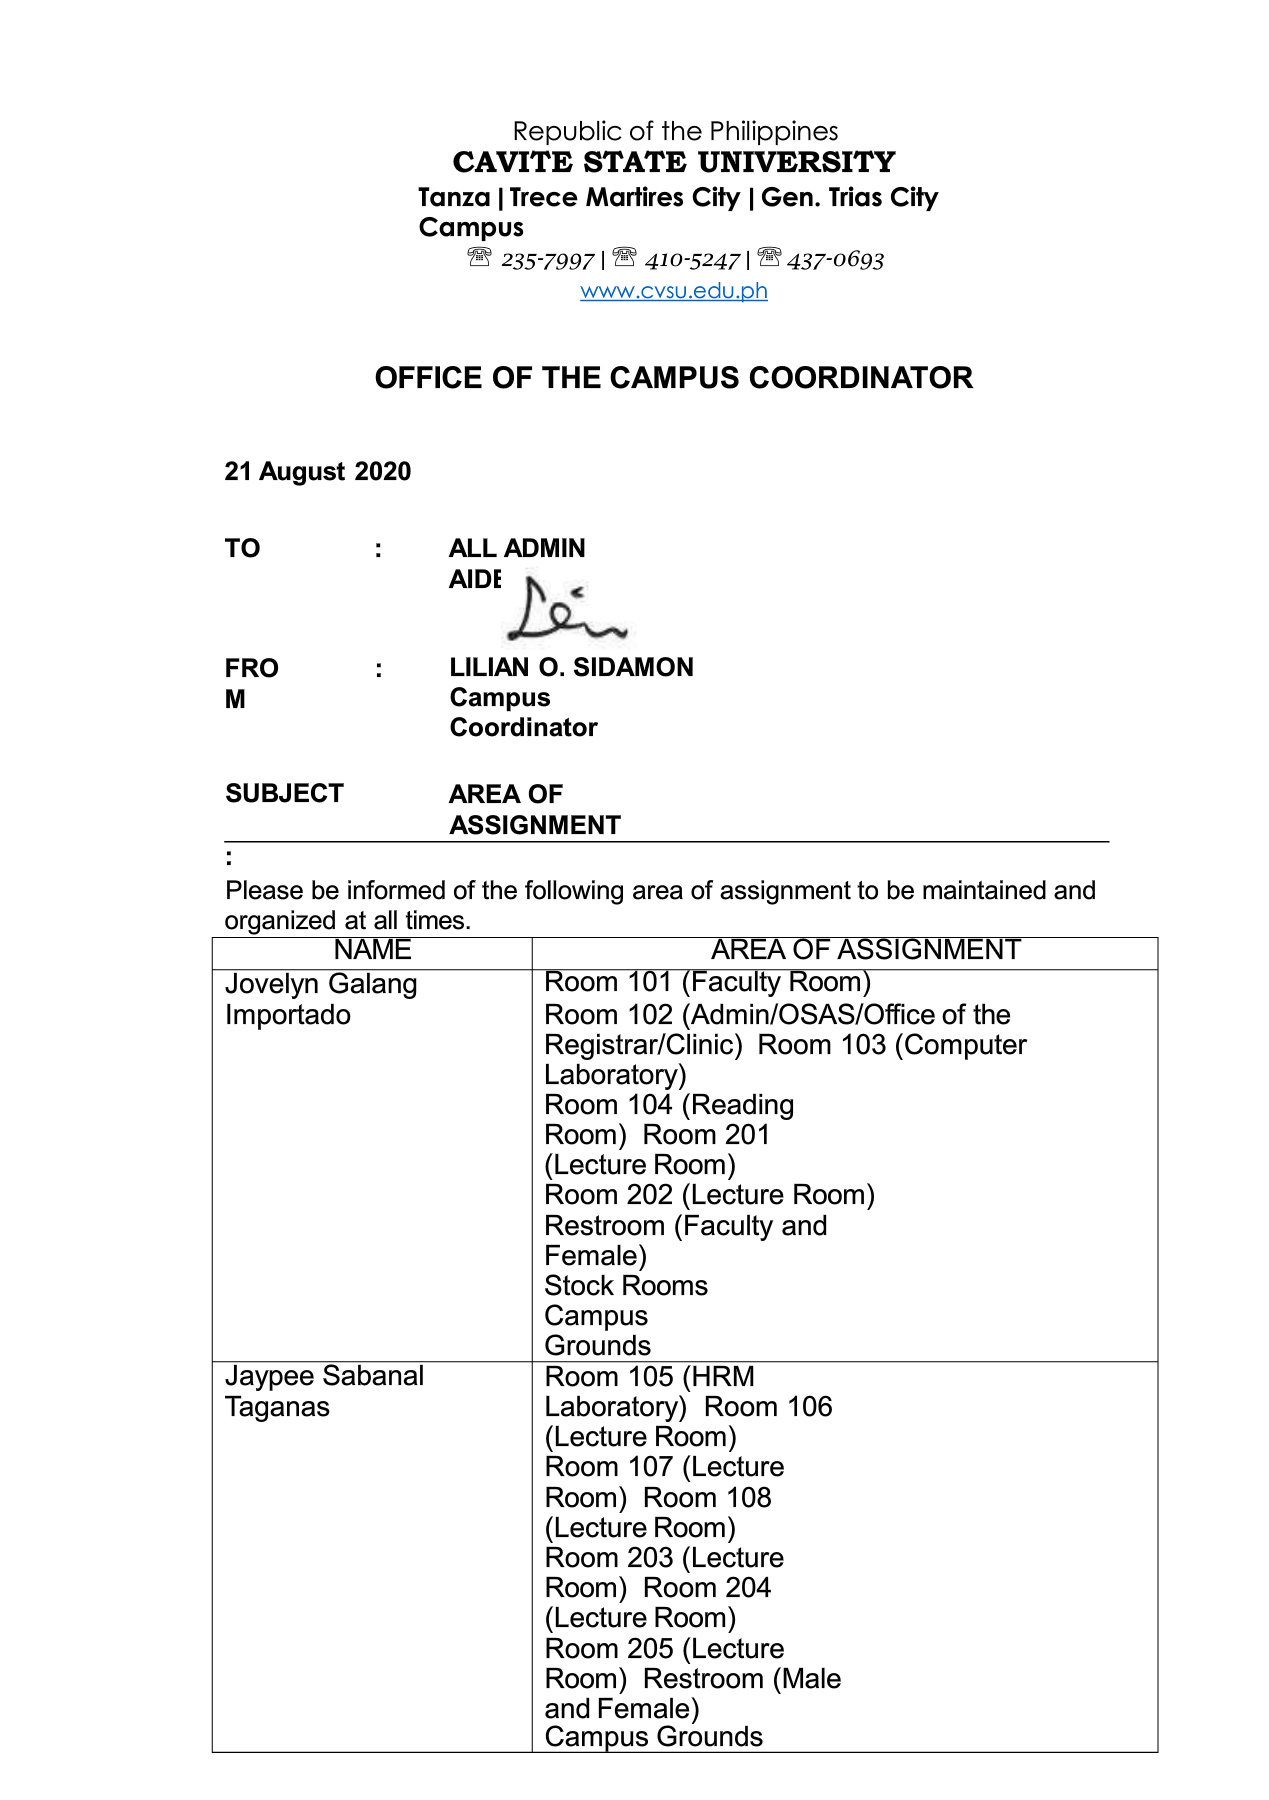 Republic of the Philippines
CAVITE STATE UNIVERSITY
Tanza | Trece Martires City | Gen. Trias City
Campus
☏ 235-7997 | ☏ 410-5247 | ☏ 437-0693
www.cvsu.edu.ph
OFFICE OF THE CAMPUS COORDINATOR
21 August 2020
TO : ALL ADMIN
AIDE
FRO : LILIAN O. SIDAMON
M Campus
Coordinator
SUBJECT AREA OF
ASSIGNMENT
:
Please be informed of the following area of assignment to be maintained and
organized at all times.
NAME AREA OF ASSIGNMENT
Jovelyn Galang
Importado
Room 101 (Faculty Room)
Room 102 (Admin/OSAS/Office of the
Registrar/Clinic) Room 103 (Computer
Laboratory)
Room 104 (Reading
Room) Room 201
(Lecture Room)
Room 202 (Lecture Room)
Restroom (Faculty and
Female)
Stock Rooms
Campus
Grounds
Jaypee Sabanal
Taganas
Room 105 (HRM
Laboratory) Room 106
(Lecture Room)
Room 107 (Lecture
Room) Room 108
(Lecture Room)
Room 203 (Lecture
Room) Room 204
(Lecture Room)
Room 205 (Lecture
Room) Restroom (Male
and Female)
Campus Grounds